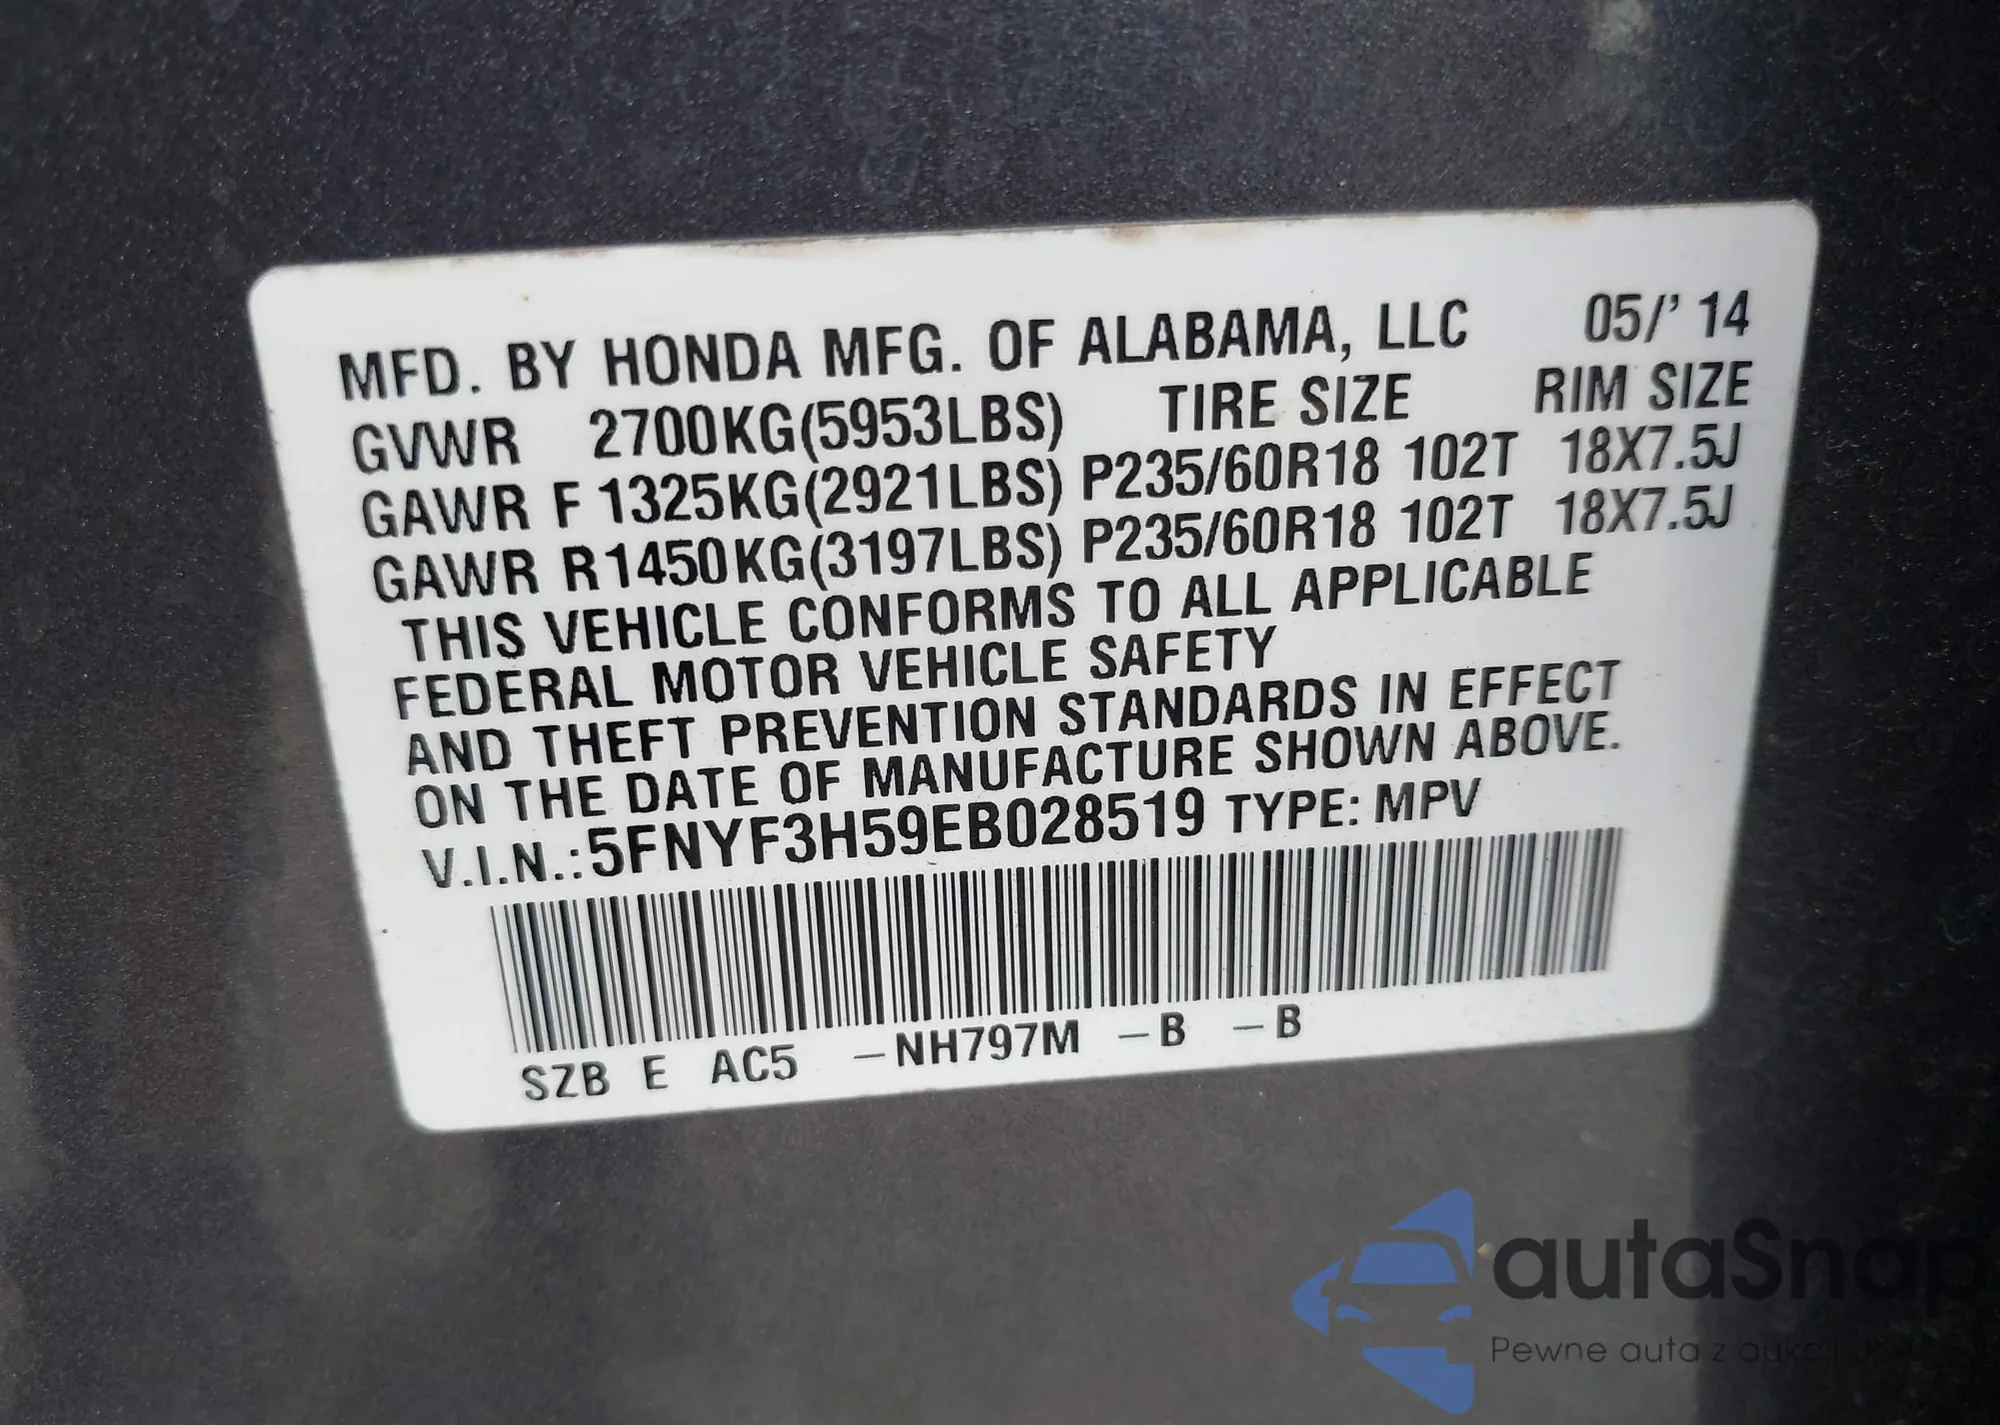 MFD. BY HONDA MFG. OF ALABAMA, LLC 05/' 14
GVWR 2700KG(5953LBS) TIRE SIZE RIM SIZE
GAWR F 1325KG(2921LBS) P235/60R18 102T 18X7.5J
GAWR R1450KG(3197LBS) P235/60R18 102T 18X7.5J
THIS VEHICLE CONFORMS TO ALL APPLICABLE
FEDERAL MOTOR VEHICLE SAFETY
AND THEFT PREVENTION STANDARDS IN EFFECT
ON THE DATE OF MANUFACTURE SHOWN ABOVE.
V.I.N.:5FNYF3H59EB028519 TYPE: MPV
SZB E AC5 –NH797M –B –B
autaSnap
Pewne auta z aukcji